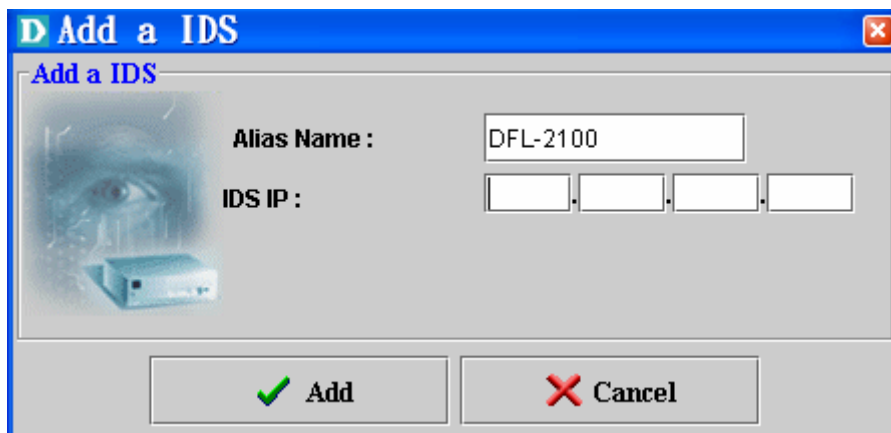 D Add a IDS
Add a IDS
Alias Name : DFL-2100
IDS IP : . . .
Add Cancel